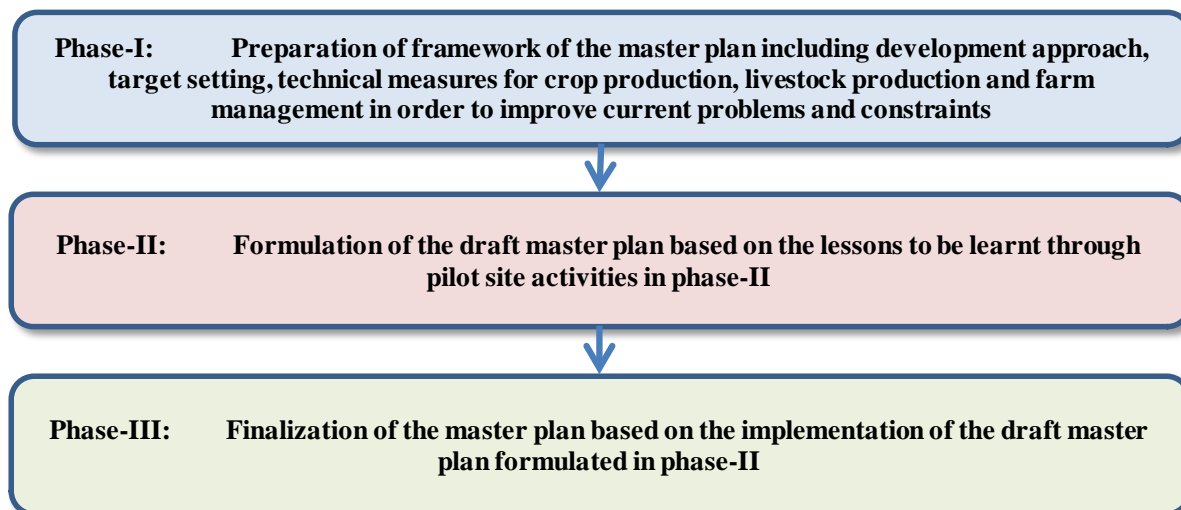 Phase-I: Preparation of framework of the master plan including development approach,
target setting, technical measures for crop production, livestock production and farm
management in order to improve current problems and constraints
Phase-II: Formulation of the draft master plan based on the lessons to be learnt through
pilot site activities in phase-II
Phase-III: Finalization of the master plan based on the implementation of the draft master
plan formulated in phase-II